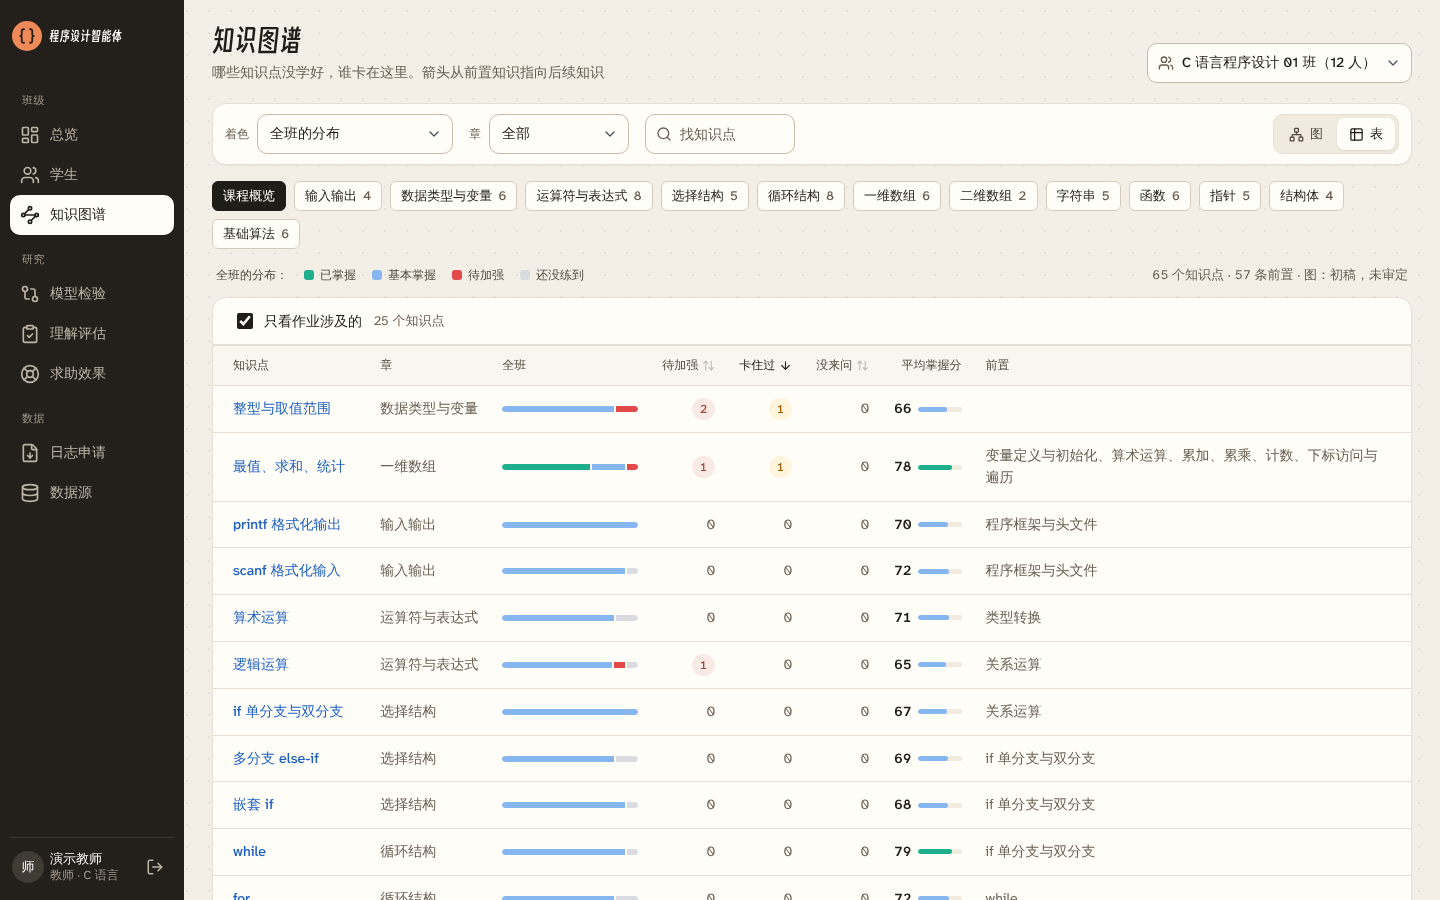 {} 程序设计智能体
班级
总览
学生
知识图谱
研究
模型检验
理解评估
求助效果
数据
日志申请
数据源
师 演示教师
教师 · C 语言
知识图谱
哪些知识点没学好，谁卡在这里。箭头从前置知识指向后续知识
C 语言程序设计 01 班（12 人）
着色 全班的分布 章 全部 找知识点 图 表
课程概览 输入输出 4 数据类型与变量 6 运算符与表达式 8 选择结构 5 循环结构 8 一维数组 6 二维数组 2 字符串 5 函数 6 指针 5 结构体 4
基础算法 6
全班的分布： 已掌握 基本掌握 待加强 还没练到 65 个知识点 · 57 条前置 · 图：初稿，未审定
只看作业涉及的 25 个知识点
知识点 章 全班 待加强 卡住过 没来问 平均掌握分 前置
整型与取值范围 数据类型与变量 2 1 0 66
最值、求和、统计 一维数组 1 1 0 78 变量定义与初始化、算术运算、累加、累乘、计数、下标访问与
遍历
printf 格式化输出 输入输出 0 0 0 70 程序框架与头文件
scanf 格式化输入 输入输出 0 0 0 72 程序框架与头文件
算术运算 运算符与表达式 0 0 0 71 类型转换
逻辑运算 运算符与表达式 1 0 0 65 关系运算
if 单分支与双分支 选择结构 0 0 0 67 关系运算
多分支 else-if 选择结构 0 0 0 69 if 单分支与双分支
嵌套 if 选择结构 0 0 0 68 if 单分支与双分支
while 循环结构 0 0 0 79 if 单分支与双分支
for 循环结构 0 0 0 72 while